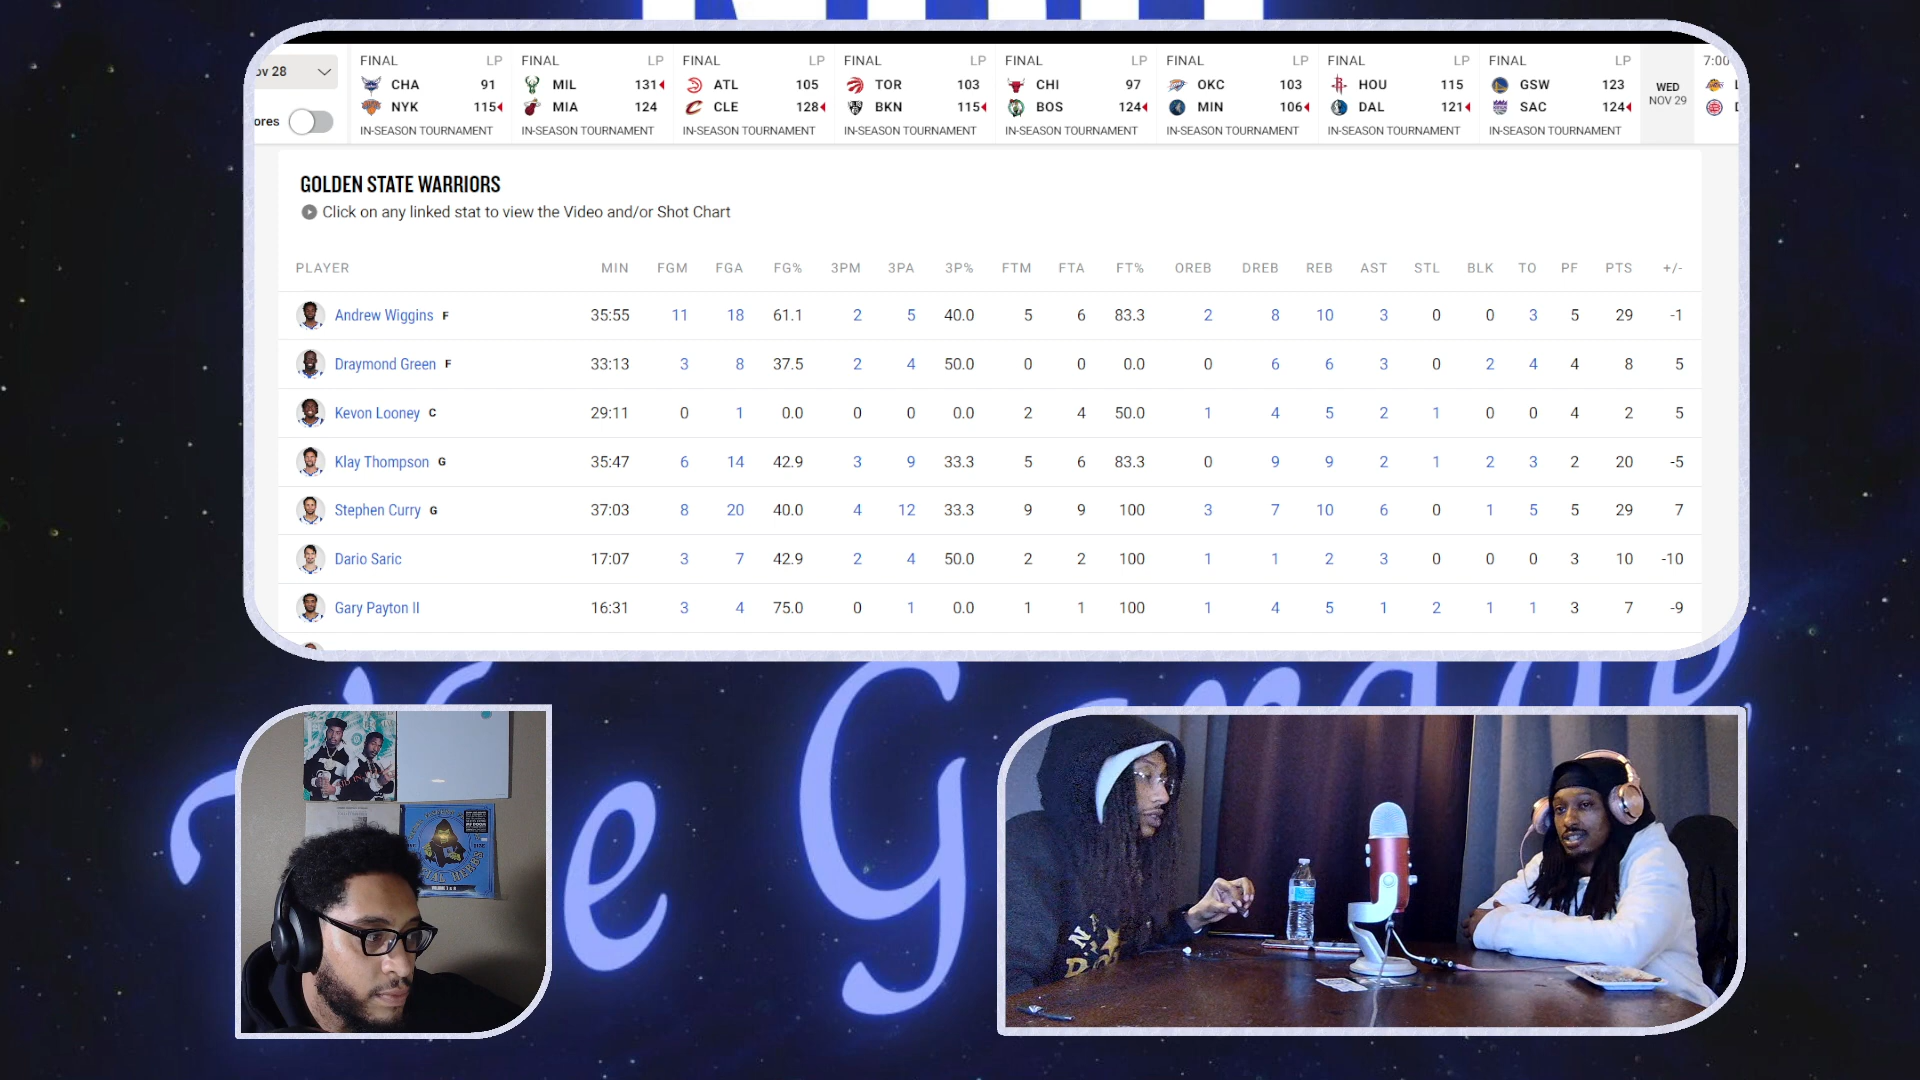 ov 28
ores
FINAL LP
CHA 91
NYK 115
IN-SEASON TOURNAMENT
FINAL LP
MIL 131
MIA 124
IN-SEASON TOURNAMENT
FINAL LP
ATL 105
CLE 128
IN-SEASON TOURNAMENT
FINAL LP
TOR 103
BKN 115
IN-SEASON TOURNAMENT
FINAL LP
CHI 97
BOS 124
IN-SEASON TOURNAMENT
FINAL LP
OKC 103
MIN 106
IN-SEASON TOURNAMENT
FINAL LP
HOU 115
DAL 121
IN-SEASON TOURNAMENT
FINAL LP
GSW 123
SAC 124
IN-SEASON TOURNAMENT
WED
NOV 29
7:00
GOLDEN STATE WARRIORS
Click on any linked stat to view the Video and/or Shot Chart
PLAYER MIN FGM FGA FG% 3PM 3PA 3P% FTM FTA FT% OREB DREB REB AST STL BLK TO PF PTS +/-
Andrew Wiggins F 35:55 11 18 61.1 2 5 40.0 5 6 83.3 2 8 10 3 0 0 3 5 29 -1
Draymond Green F 33:13 3 8 37.5 2 4 50.0 0 0 0.0 0 6 6 3 0 2 4 4 8 5
Kevon Looney C 29:11 0 1 0.0 0 0 0.0 2 4 50.0 1 4 5 2 1 0 0 4 2 5
Klay Thompson G 35:47 6 14 42.9 3 9 33.3 5 6 83.3 0 9 9 2 1 2 3 2 20 -5
Stephen Curry G 37:03 8 20 40.0 4 12 33.3 9 9 100 3 7 10 6 0 1 5 5 29 7
Dario Saric 17:07 3 7 42.9 2 4 50.0 2 2 100 1 1 2 3 0 0 0 3 10 -10
Gary Payton II 16:31 3 4 75.0 0 1 0.0 1 1 100 1 4 5 1 2 1 1 3 7 -9